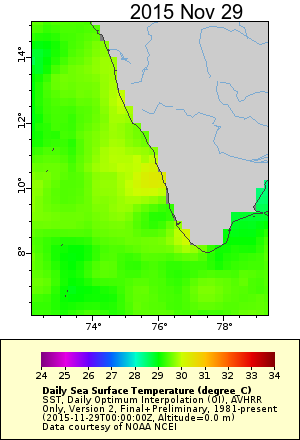 2015 Nov 29
14°
12°
10°
8°
74° 76° 78°
24 25 26 27 28 29 30 31 32 33 34
Daily Sea Surface Temperature (degree_C)
SST, Daily Optimum Interpolation (OI), AVHRR
Only, Version 2, Final+Preliminary, 1981-present
(2015-11-29T00:00:00Z, Altitude=0.0 m)
Data courtesy of NOAA NCEI